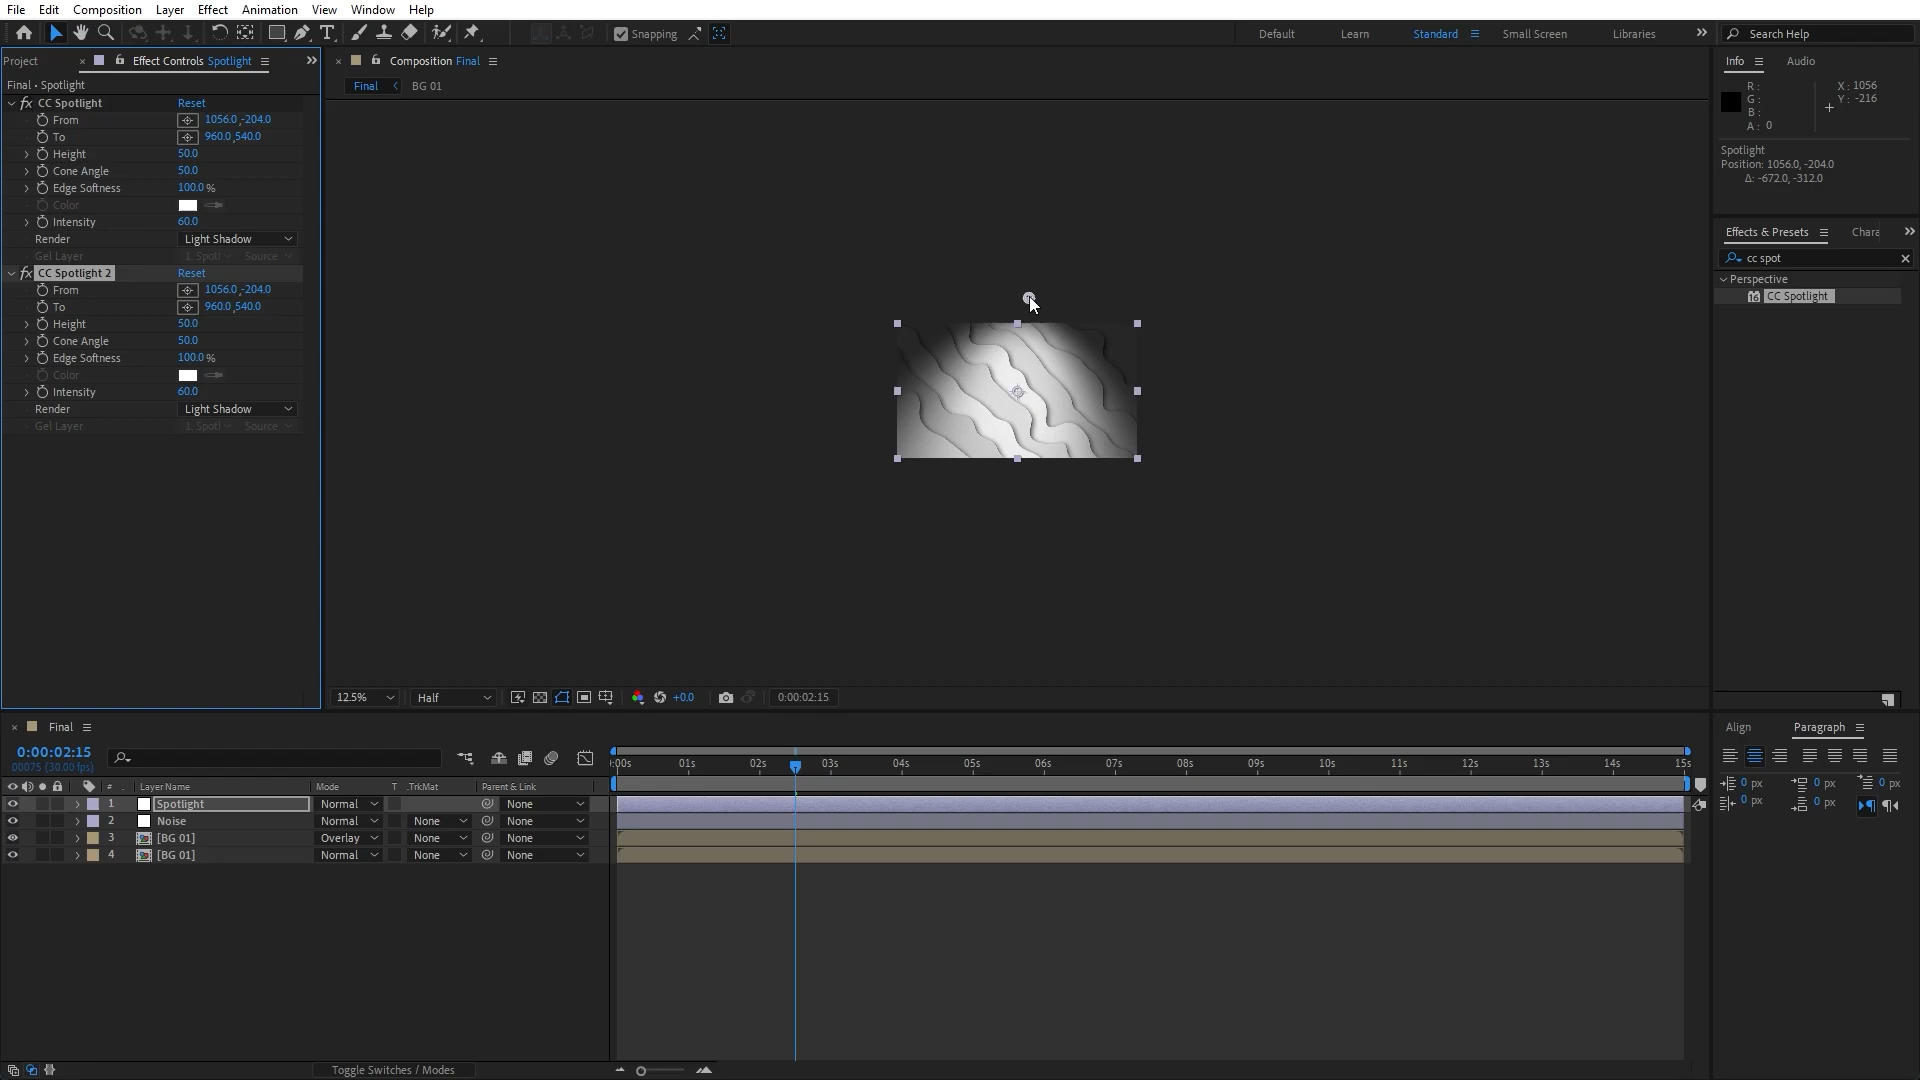 File Edit Composition Layer Effect Animation View Window Help
Snapping
Default Learn Standard Small Screen Libraries Search Help
Project Effect Controls Spotlight
Composition Final
Info Audio
Final • Spotlight
Final BG 01
CC Spotlight Reset
From 1056.0,-204.0
To 960.0,540.0
Height 50.0
Cone Angle 50.0
Edge Softness 100.0%
Color
Intensity 60.0
Render Light Shadow
Gel Layer 1. Spotl Source
CC Spotlight 2 Reset
From 1056.0,-204.0
To 960.0,540.0
Height 50.0
Cone Angle 50.0
Edge Softness 100.0%
Color
Intensity 60.0
Render Light Shadow
Gel Layer 1. Spotl Source
R :
G :
B :
A : 0
X : 1056
Y : -216
Spotlight
Position: 1056.0, -204.0
Δ: -672.0, -312.0
Effects & Presets Chara
cc spot
Perspective
16 CC Spotlight
12.5% Half +0.0 0:00:02:15
Final
0:00:02:15
00075 (30.00 fps)
:00s 01s 02s 03s 04s 05s 06s 07s 08s 09s 10s 11s 12s 13s 14s 15s
# Layer Name Mode T .TrkMat Parent & Link
1 Spotlight Normal None
2 Noise Normal None None
3 [BG 01] Overlay None None
4 [BG 01] Normal None None
Toggle Switches / Modes
Align Paragraph
0 px 0 px 0 px
0 px 0 px